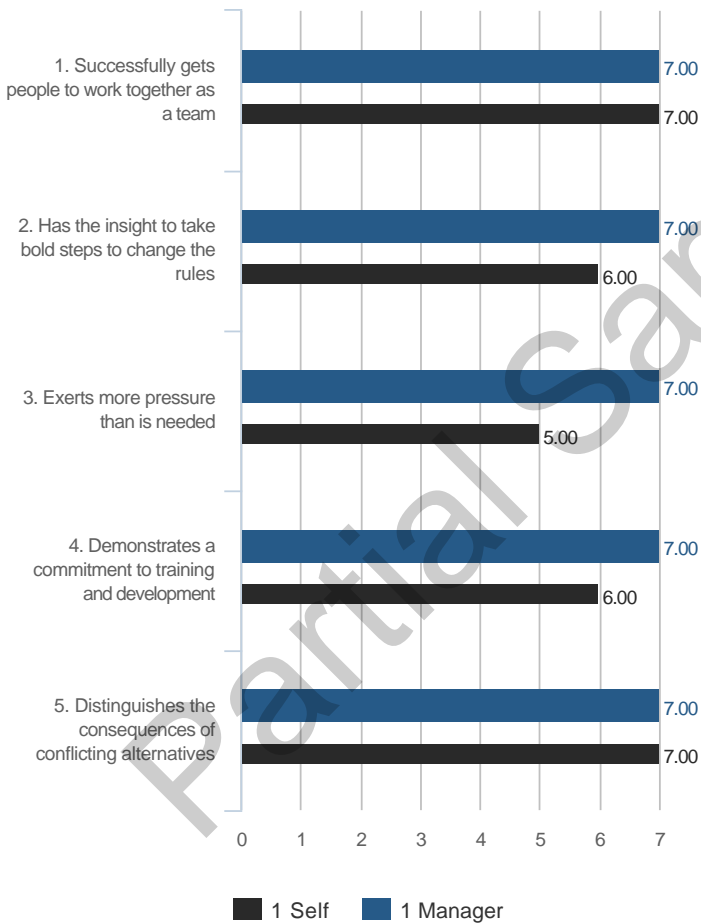 1. Successfully gets
people to work together as
a team
7.00
7.00
2. Has the insight to take
bold steps to change the
rules
7.00
6.00
3. Exerts more pressure
than is needed
7.00
5.00
4. Demonstrates a
commitment to training
and development
7.00
6.00
5. Distinguishes the
consequences of
conflicting alternatives
7.00
7.00
0 1 2 3 4 5 6 7
1 Self 1 Manager
Partial